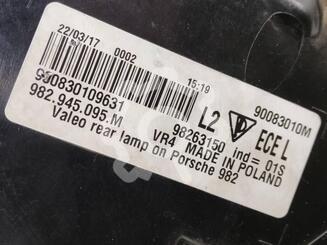 22/03/17 0002 15:19
90083010M
900830109631
L2 ECE L
982.945.095.M
98263150 ind= 01S
VR4 MADE IN POLAND
Valeo rear lamp on Porsche 982